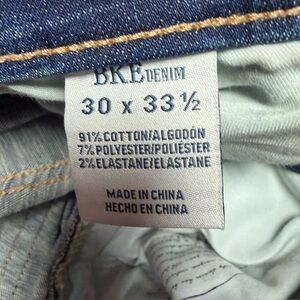 BKE DENIM
30 x 33 ½
91% COTTON/ALGODÓN
7% POLYESTER/POLIÉSTER
2% ELASTANE/ELASTANE
MADE IN CHINA
HECHO EN CHINA